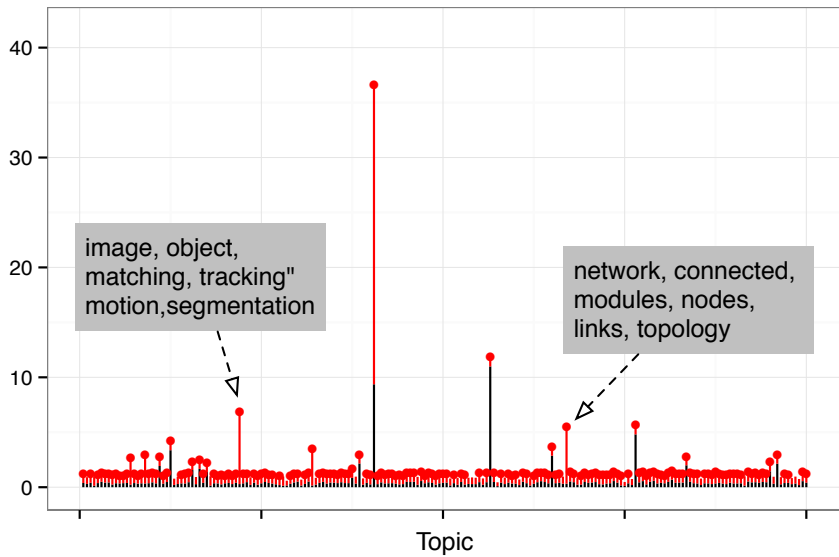 40
30
image, object,
matching, tracking"
motion,segmentation
network, connected,
modules, nodes,
links, topology
20
10
0
Topic